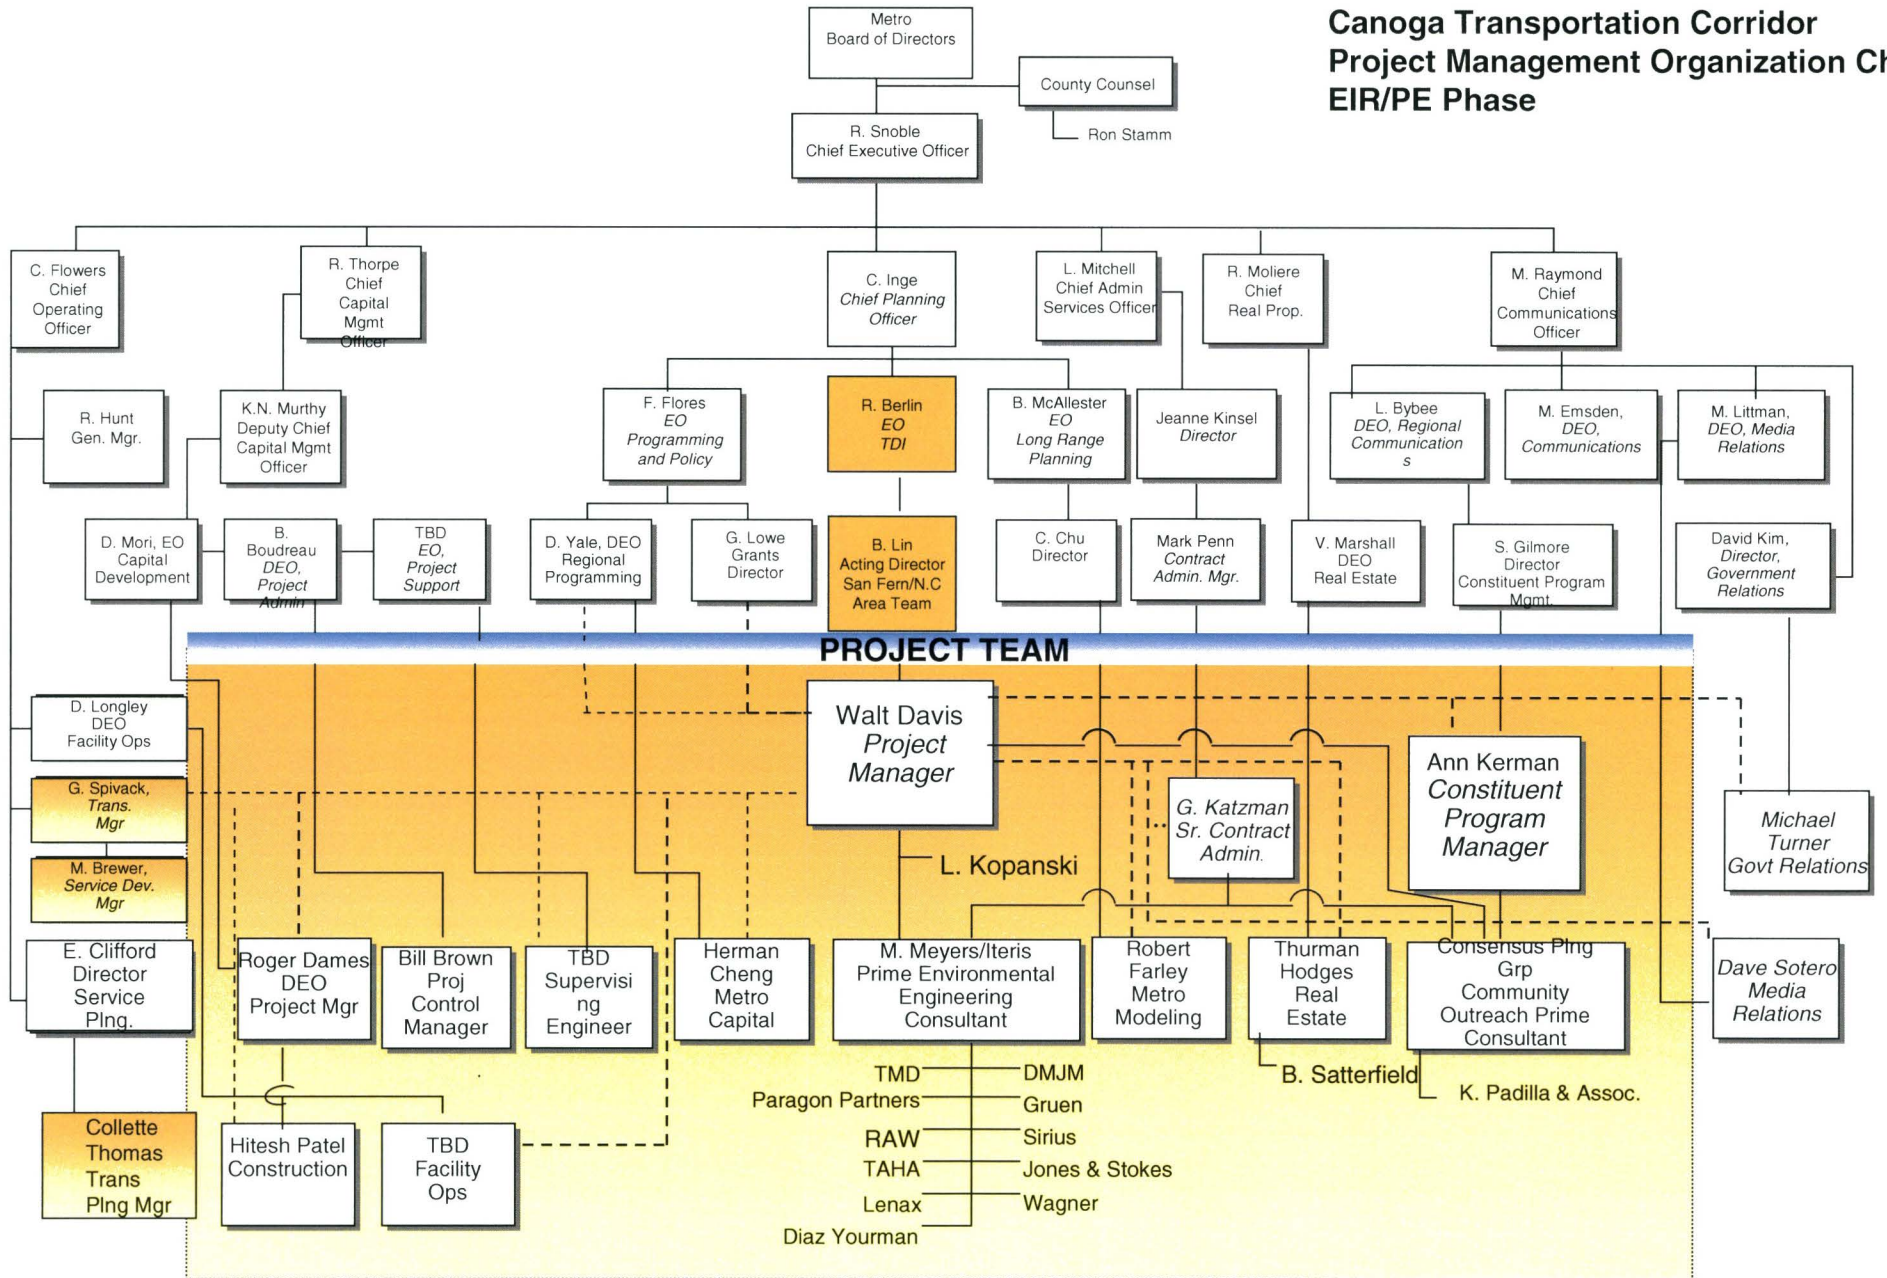 Canoga Transportation Corridor
Project Management Organization Ch
EIR/PE Phase
Metro
Board of Directors
County Counsel
Ron Stamm
R. Snoble
Chief Executive Officer
C. Flowers
Chief
Operating
Officer
R. Thorpe
Chief
Capital
Mgmt
Officer
C. Inge
Chief Planning
Officer
L. Mitchell
Chief Admin
Services Officer
R. Moliere
Chief
Real Prop.
M. Raymond
Chief
Communications
Officer
R. Hunt
Gen. Mgr.
K.N. Murthy
Deputy Chief
Capital Mgmt
Officer
F. Flores
EO
Programming
and Policy
R. Berlin
EO
TDI
B. McAllester
EO
Long Range
Planning
Jeanne Kinsel
Director
L. Bybee
DEO, Regional
Communication
s
M. Emsden,
DEO,
Communications
M. Littman,
DEO, Media
Relations
D. Mori, EO
Capital
Development
B.
Boudreau
DEO,
Project
Admin
TBD
EO,
Project
Support
D. Yale, DEO
Regional
Programming
G. Lowe
Grants
Director
B. Lin
Acting Director
San Fern/N.C
Area Team
C. Chu
Director
Mark Penn
Contract
Admin. Mgr.
V. Marshall
DEO
Real Estate
S. Gilmore
Director
Constituent Program
Mgmt.
David Kim,
Director,
Government
Relations
PROJECT TEAM
D. Longley
DEO
Facility Ops
G. Spivack,
Trans.
Mgr
M. Brewer,
Service Dev.
Mgr
E. Clifford
Director
Service
Plng.
Collette
Thomas
Trans
Plng Mgr
Walt Davis
Project
Manager
L. Kopanski
G. Katzman
Sr. Contract
Admin.
Ann Kerman
Constituent
Program
Manager
Michael
Turner
Govt Relations
Roger Dames
DEO
Project Mgr
Bill Brown
Proj
Control
Manager
TBD
Supervisi
ng
Engineer
Herman
Cheng
Metro
Capital
M. Meyers/Iteris
Prime Environmental
Engineering
Consultant
Robert
Farley
Metro
Modeling
Thurman
Hodges
Real
Estate
Consensus Plng
Grp
Community
Outreach Prime
Consultant
Dave Sotero
Media
Relations
B. Satterfield
K. Padilla & Assoc.
Hitesh Patel
Construction
TBD
Facility
Ops
TMD
DMJM
Paragon Partners
Gruen
RAW
Sirius
TAHA
Jones & Stokes
Lenax
Wagner
Diaz Yourman